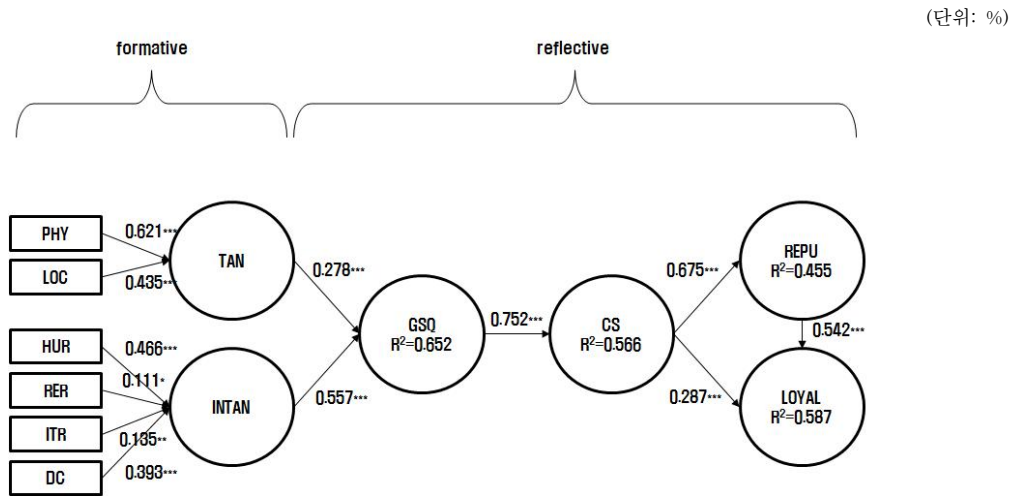 (단위: %)
formative
reflective
PHY
0.621***
LOC
0.435***
TAN
HUR
0.466***
RER
0.111*
ITR
0.135**
DC
0.393***
INTAN
0.278***
0.557***
GSQ
R²=0.652
0.752***
CS
R²=0.566
0.675***
0.287***
REPU
R²=0.455
0.542***
LOYAL
R²=0.587